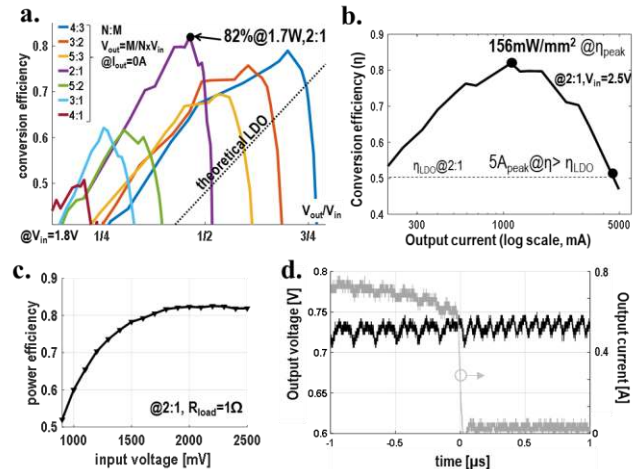 a.
4:3
3:2
5:3
2:1
5:2
3:1
4:1
N:M
Vout=M/NxVin
@Iout=0A
82%@1.7W,2:1
conversion efficiency
0.8
0.7
0.6
0.5
theoretical LDO
Vout/Vin
@Vin=1.8V
1/4
1/2
3/4
b.
Conversion efficiency (η)
0.9
0.8
0.7
0.6
0.5
0.4
156mW/mm² @ηpeak
@2:1,Vin=2.5V
ηLDO@2:1
5Apeak@η> ηLDO
300
1000
5000
Output current (log scale, mA)
c.
power efficiency
0.9
0.8
0.7
0.6
0.5
@2:1, Rload=1Ω
1000
1500
2000
2500
input voltage [mV]
d.
Output voltage [V]
0.8
0.75
0.7
0.65
0.6
0.8
0.4
0
Output current [A]
-1
-0.5
0
0.5
1
time [µs]